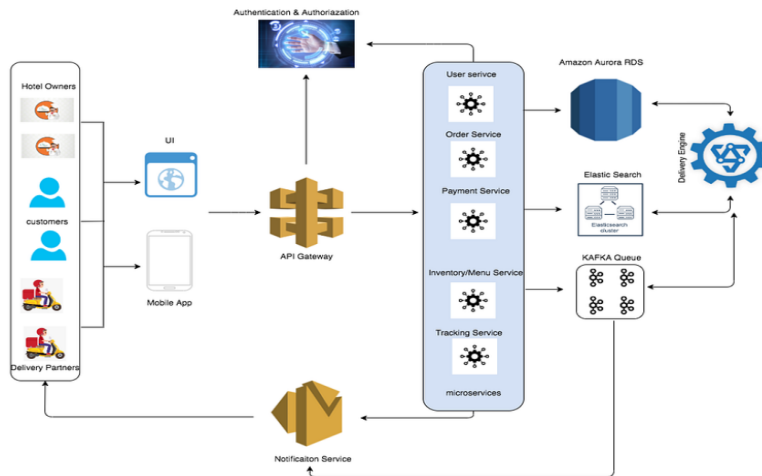 Authentication & Authoriazation
Hotel Owners
User serivce
Amazon Aurora RDS
UI
Order Service
Delivery Engine
Payment Service
Elastic Search
customers
Elasticsearch
cluster
API Gateway
KAFKA Queue
Inventory/Menu Service
Mobile App
Tracking Service
Delivery Partners
microservices
Notificaiton Service